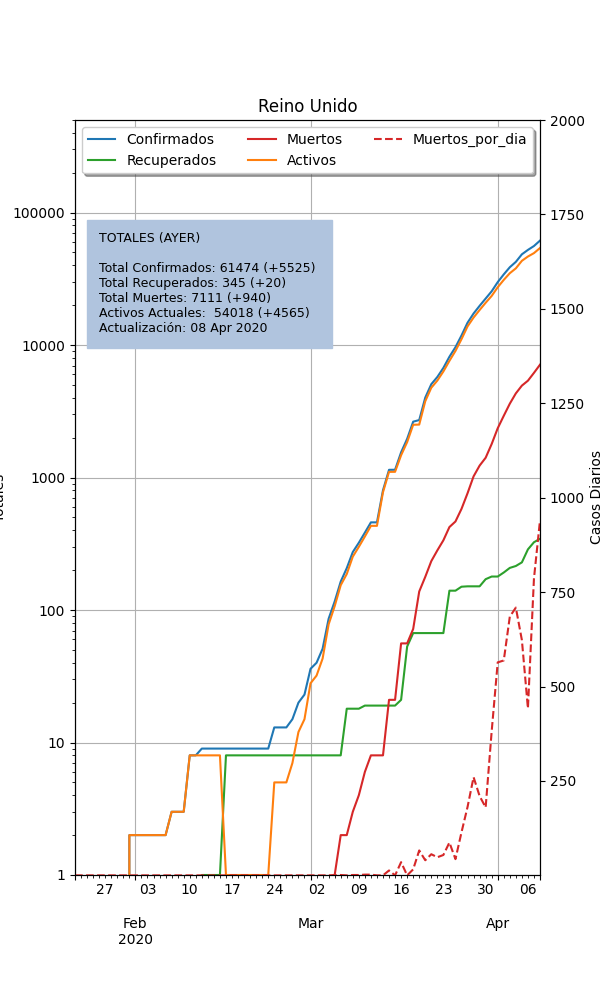 Reino Unido
Confirmados
Recuperados
Muertos
Activos
Muertos_por_dia
TOTALES (AYER)
Total Confirmados: 61474 (+5525)
Total Recuperados: 345 (+20)
Total Muertes: 7111 (+940)
Activos Actuales:  54018 (+4565)
Actualización: 08 Apr 2020
100000
10000
1000
100
10
1
Totales
2000
1750
1500
1250
1000
750
500
250
Casos Diarios
27 03 10 17 24 02 09 16 23 30 06
Feb Mar Apr
2020